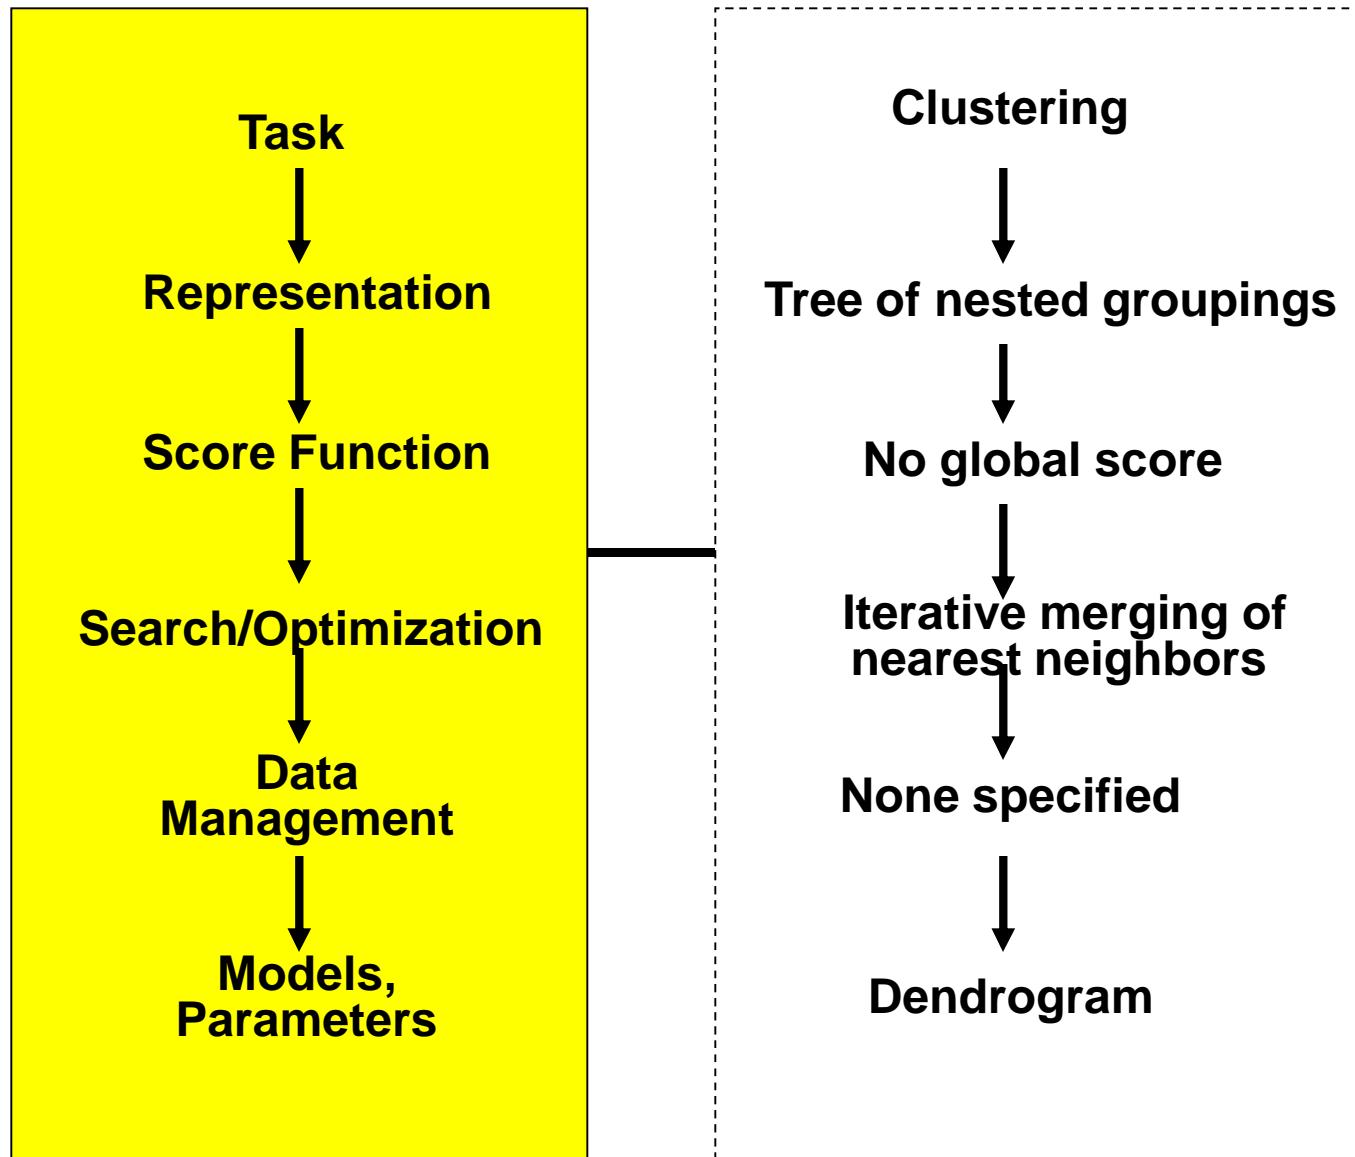 Task
Representation
Score Function
Search/Optimization
Data
Management
Models,
Parameters
Clustering
Tree of nested groupings
No global score
Iterative merging of
nearest neighbors
None specified
Dendrogram